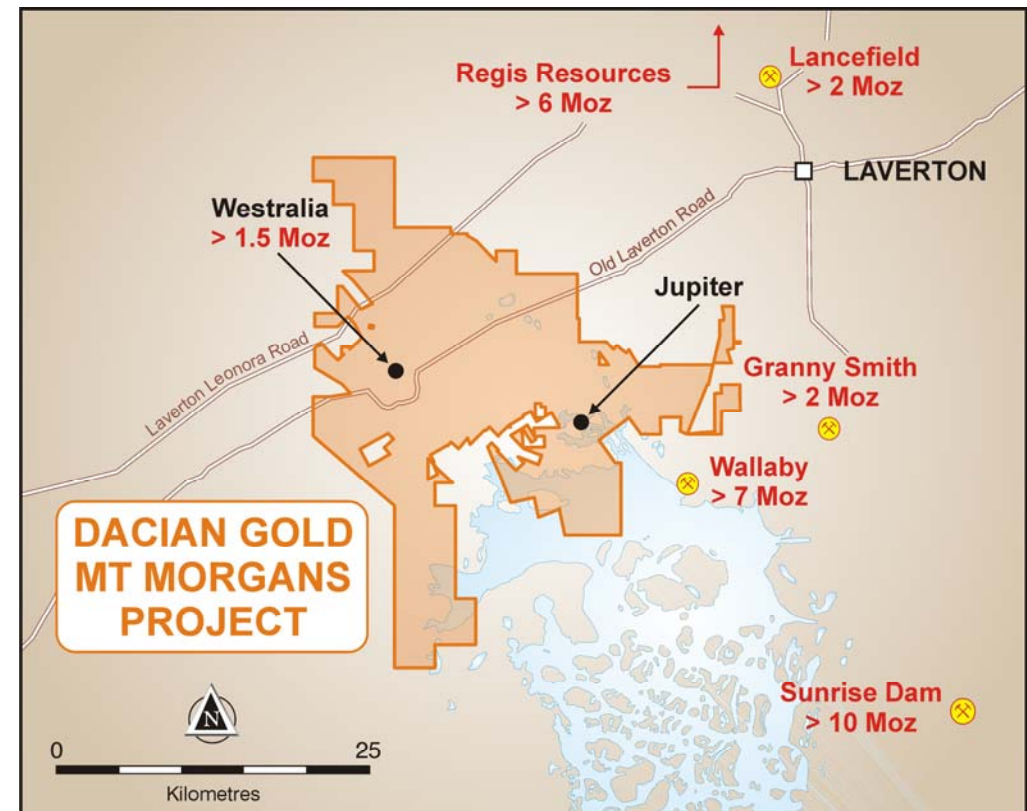 Regis Resources
> 6 Moz
Lancefield
> 2 Moz
LAVERTON
Westralia
> 1.5 Moz
Old Laverton Road
Jupiter
Laverton Leonora Road
Granny Smith
> 2 Moz
Wallaby
> 7 Moz
DACIAN GOLD
MT MORGANS
PROJECT
Sunrise Dam
> 10 Moz
N
0
25
Kilometres